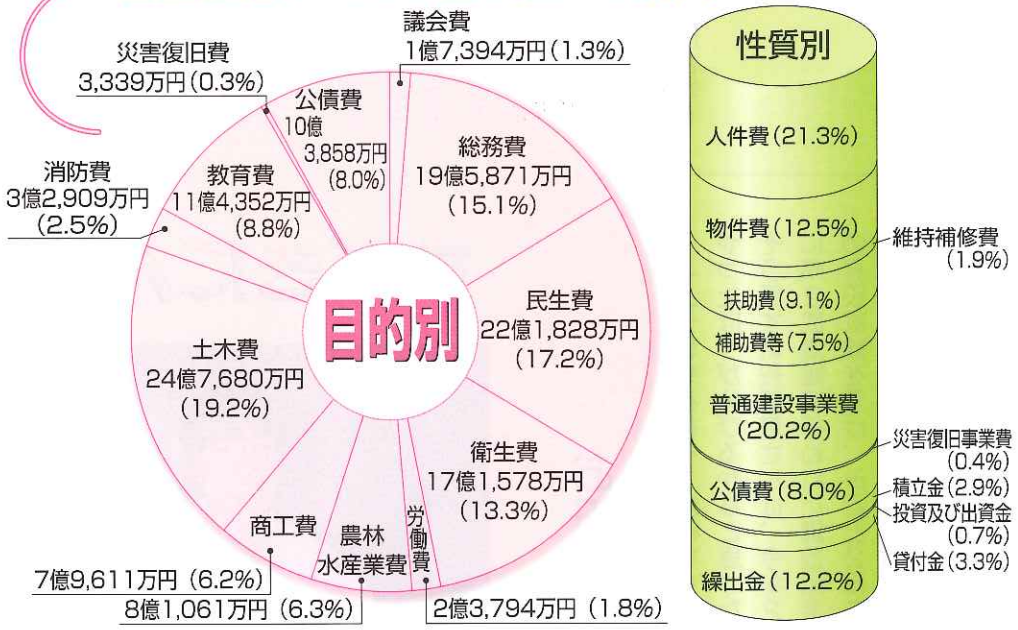 議会費
1億7,394万円(1.3%)
災害復旧費
3,339万円(0.3%)
公債費
10億
3,858万円
(8.0%)
総務費
19億5,871万円
(15.1%)
消防費
3億2,909万円
(2.5%)
教育費
11億4,352万円
(8.8%)
目的別
民生費
22億1,828万円
(17.2%)
土木費
24億7,680万円
(19.2%)
衛生費
17億1,578万円
(13.3%)
商工費
7億9,611万円 (6.2%)
農林
水産業費
8億1,061万円 (6.3%)
労働費
2億3,794万円 (1.8%)
性質別
人件費(21.3%)
物件費(12.5%)
維持補修費
(1.9%)
扶助費(9.1%)
補助費等(7.5%)
普通建設事業費
(20.2%)
災害復旧事業費
(0.4%)
公債費(8.0%)
積立金(2.9%)
投資及び出資金
(0.7%)
貸付金(3.3%)
繰出金(12.2%)